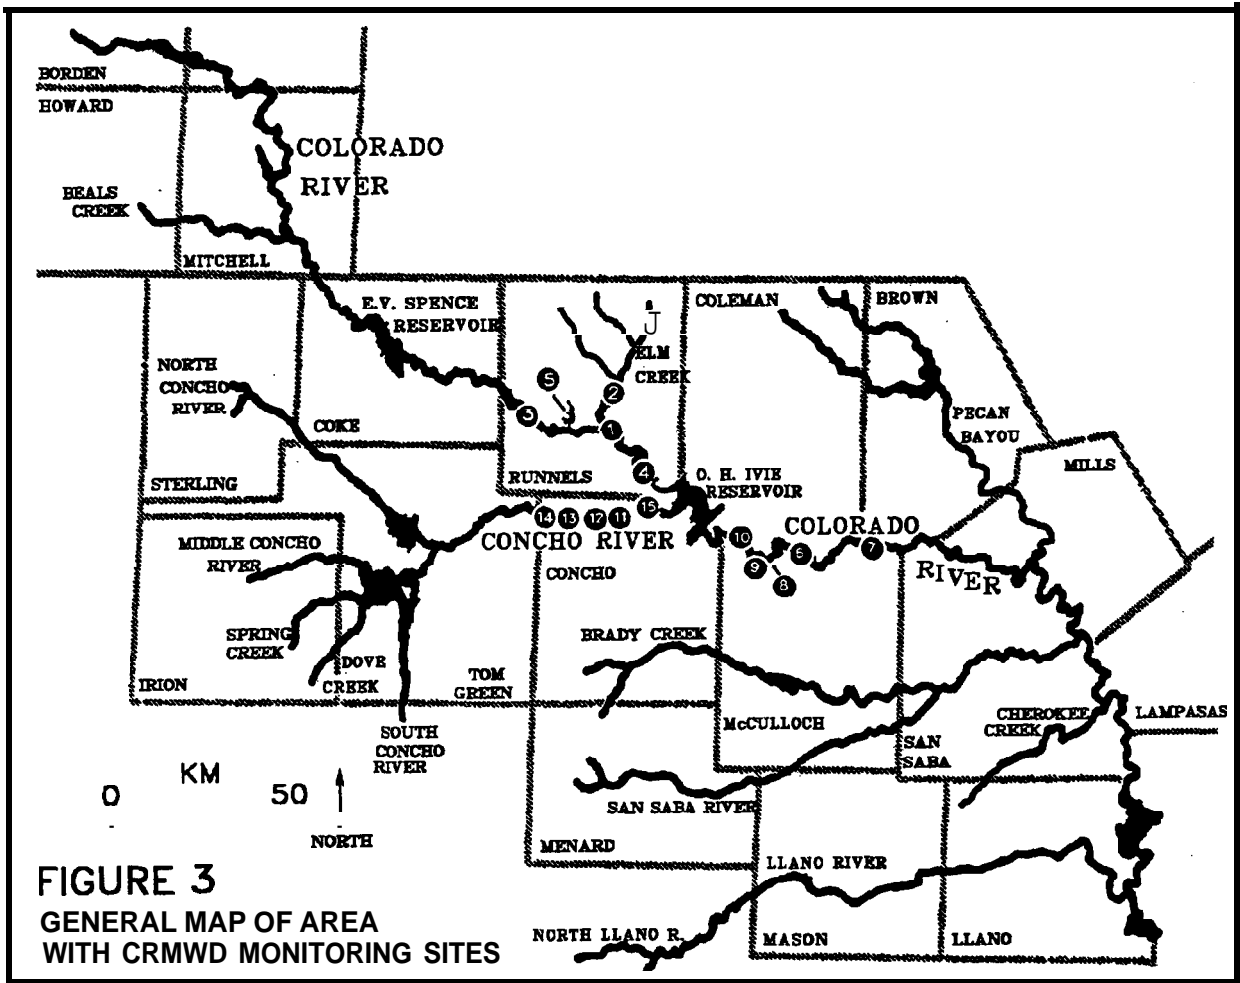 BORDEN
HOWARD
COLORADO
RIVER
BEALS
CREEK
MITCHELL
E.V. SPENCE
RESERVOIR
COLEMAN
BROWN
J
NORTH
CONCHO
RIVER
ELM
CREEK
5
2
3
1
COKE
PECAN
BAYOU
MILLS
STERLING
RUNNELS
4
O. H. IVIE
RESERVOIR
15
14
13
12
11
CONCHO RIVER
COLORADO
RIVER
10
9
8
6
7
MIDDLE CONCHO
RIVER
CONCHO
SPRING
CREEK
BRADY CREEK
DOVE
CREEK
IRION
TOM
GREEN
SOUTH
CONCHO
RIVER
McCULLOCH
SAN
SABA
CHEROKEE
CREEK
LAMPASAS
KM
0 50
NORTH
SAN SABA RIVER
MENARD
LLANO RIVER
NORTH LLANO R.
MASON
LLANO
FIGURE 3
GENERAL MAP OF AREA
WITH CRMWD MONITORING SITES